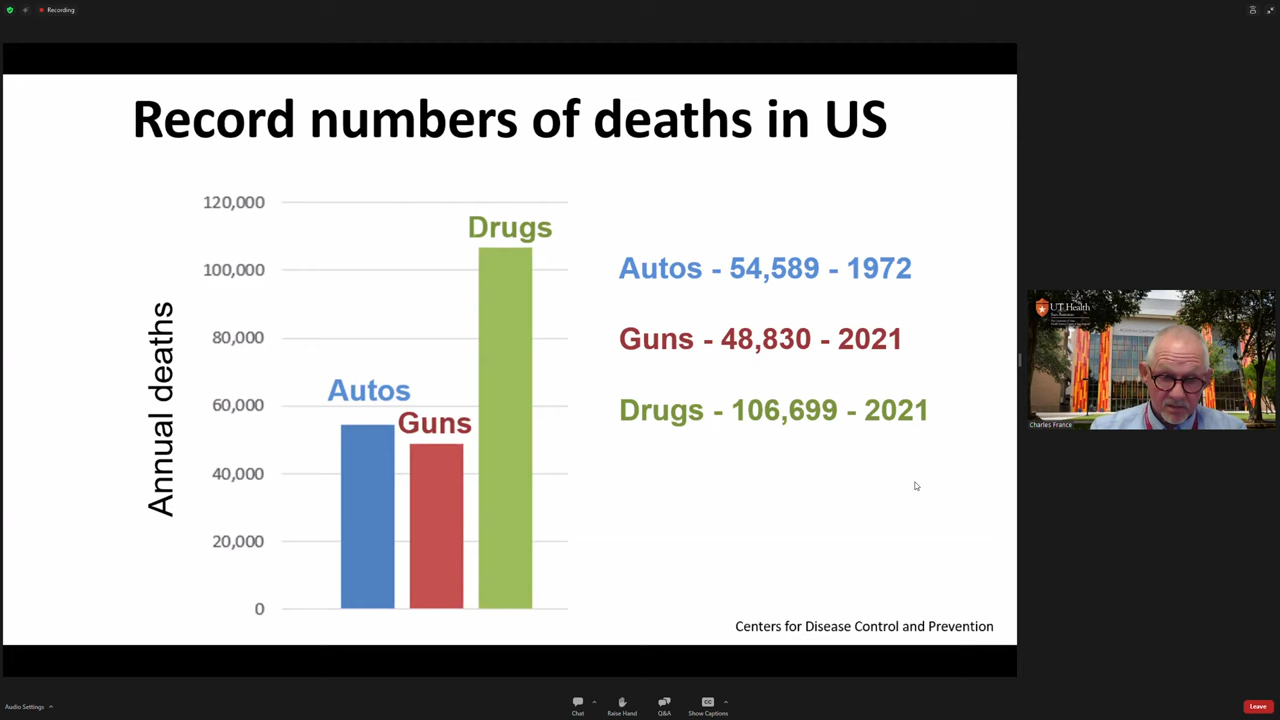 Recording
Record numbers of deaths in US
120,000
100,000
80,000
60,000
40,000
20,000
0
Annual deaths
Autos
Guns
Drugs
Autos - 54,589 - 1972
Guns - 48,830 - 2021
Drugs - 106,699 - 2021
Centers for Disease Control and Prevention
UT Health
Charles France
Audio Settings
Chat
Raise Hand
Q&A
CC
Show Captions
Leave